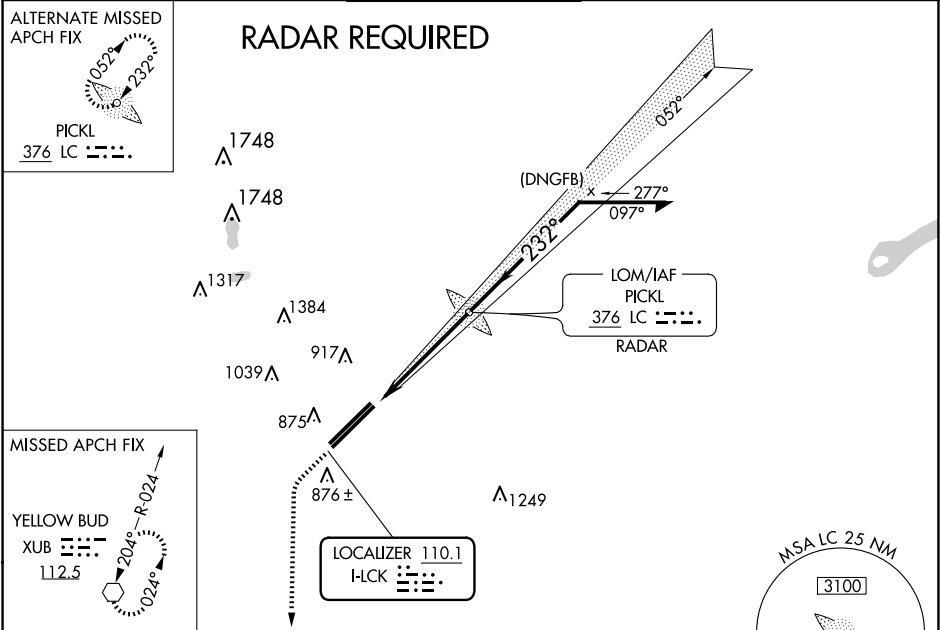 ALTERNATE MISSED
APCH FIX
052°
232°
PICKL
376 LC
RADAR REQUIRED
1748
1748
1317
1384
917
1039
875
876 ±
1249
052°
(DNGFB)
x
277°
097°
232°
LOM/IAF
PICKL
376 LC
RADAR
MISSED APCH FIX
R-024
YELLOW BUD
XUB
112.5
204°
024°
LOCALIZER 110.1
I-LCK
MSA LC 25 NM
3100